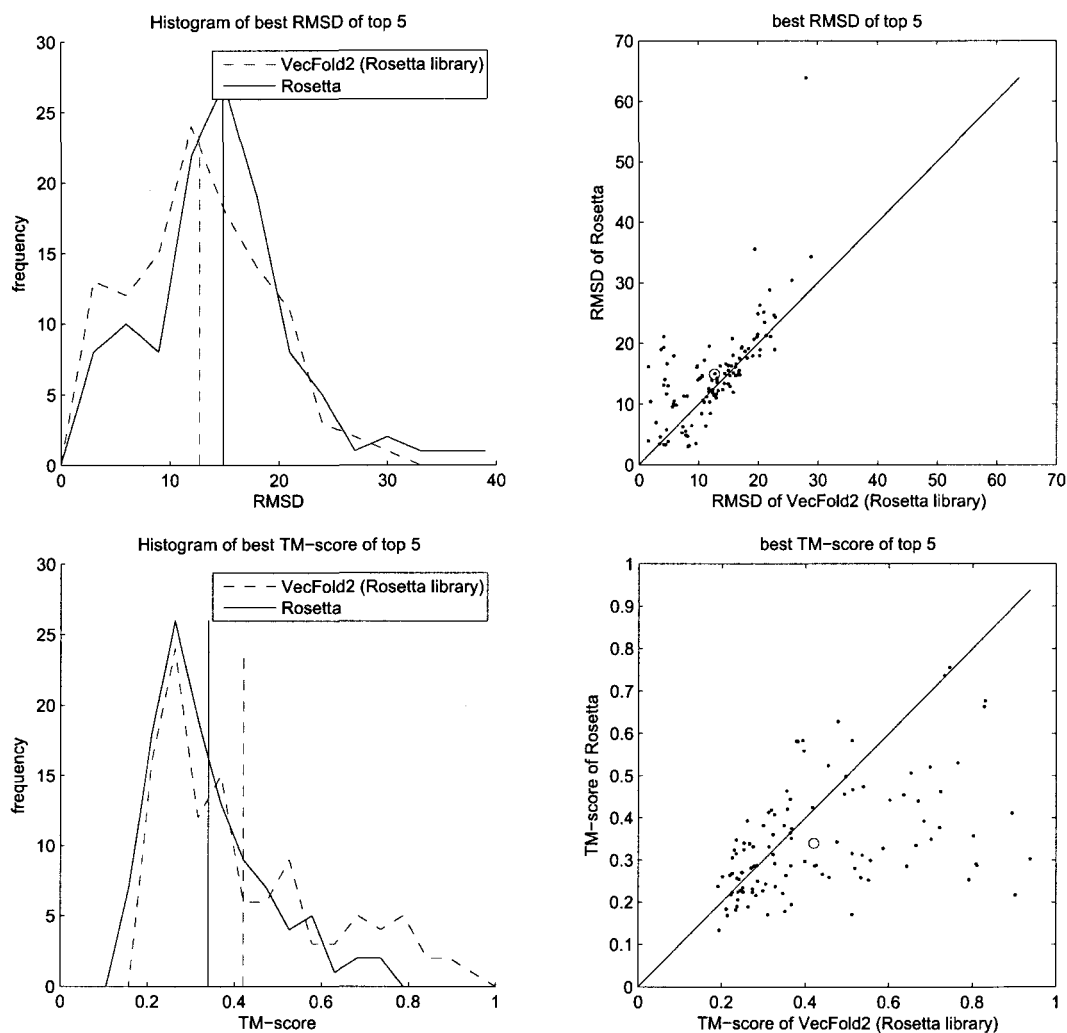 Histogram of best RMSD of top 5
30
25
20
15
10
5
0
frequency
VecFold2 (Rosetta library)
Rosetta
0 10 20 30 40
RMSD
best RMSD of top 5
70
60
50
40
30
20
10
0
RMSD of Rosetta
0 10 20 30 40 50 60 70
RMSD of VecFold2 (Rosetta library)
Histogram of best TM−score of top 5
30
25
20
15
10
5
0
frequency
VecFold2 (Rosetta library)
Rosetta
0 0.2 0.4 0.6 0.8 1
TM−score
best TM−score of top 5
1
0.9
0.8
0.7
0.6
0.5
0.4
0.3
0.2
0.1
0
TM−score of Rosetta
0 0.2 0.4 0.6 0.8 1
TM−score of VecFold2 (Rosetta library)